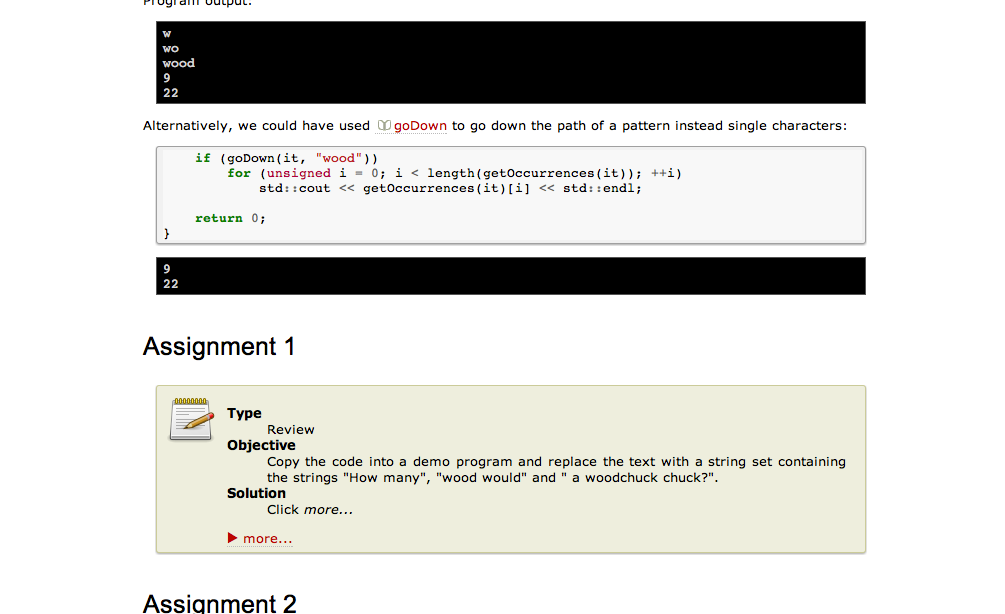 Program output:
w
wo
wood
9
22
Alternatively, we could have used goDown to go down the path of a pattern instead single characters:
if (goDown(it, "wood"))
for (unsigned i = 0; i < length(getOccurrences(it)); ++i)
std::cout << getOccurrences(it)[i] << std::endl;
return 0;
}
9
22
Assignment 1
Type
Review
Objective
Copy the code into a demo program and replace the text with a string set containing
the strings "How many", "wood would" and " a woodchuck chuck?".
Solution
Click more...
more...
Assignment 2